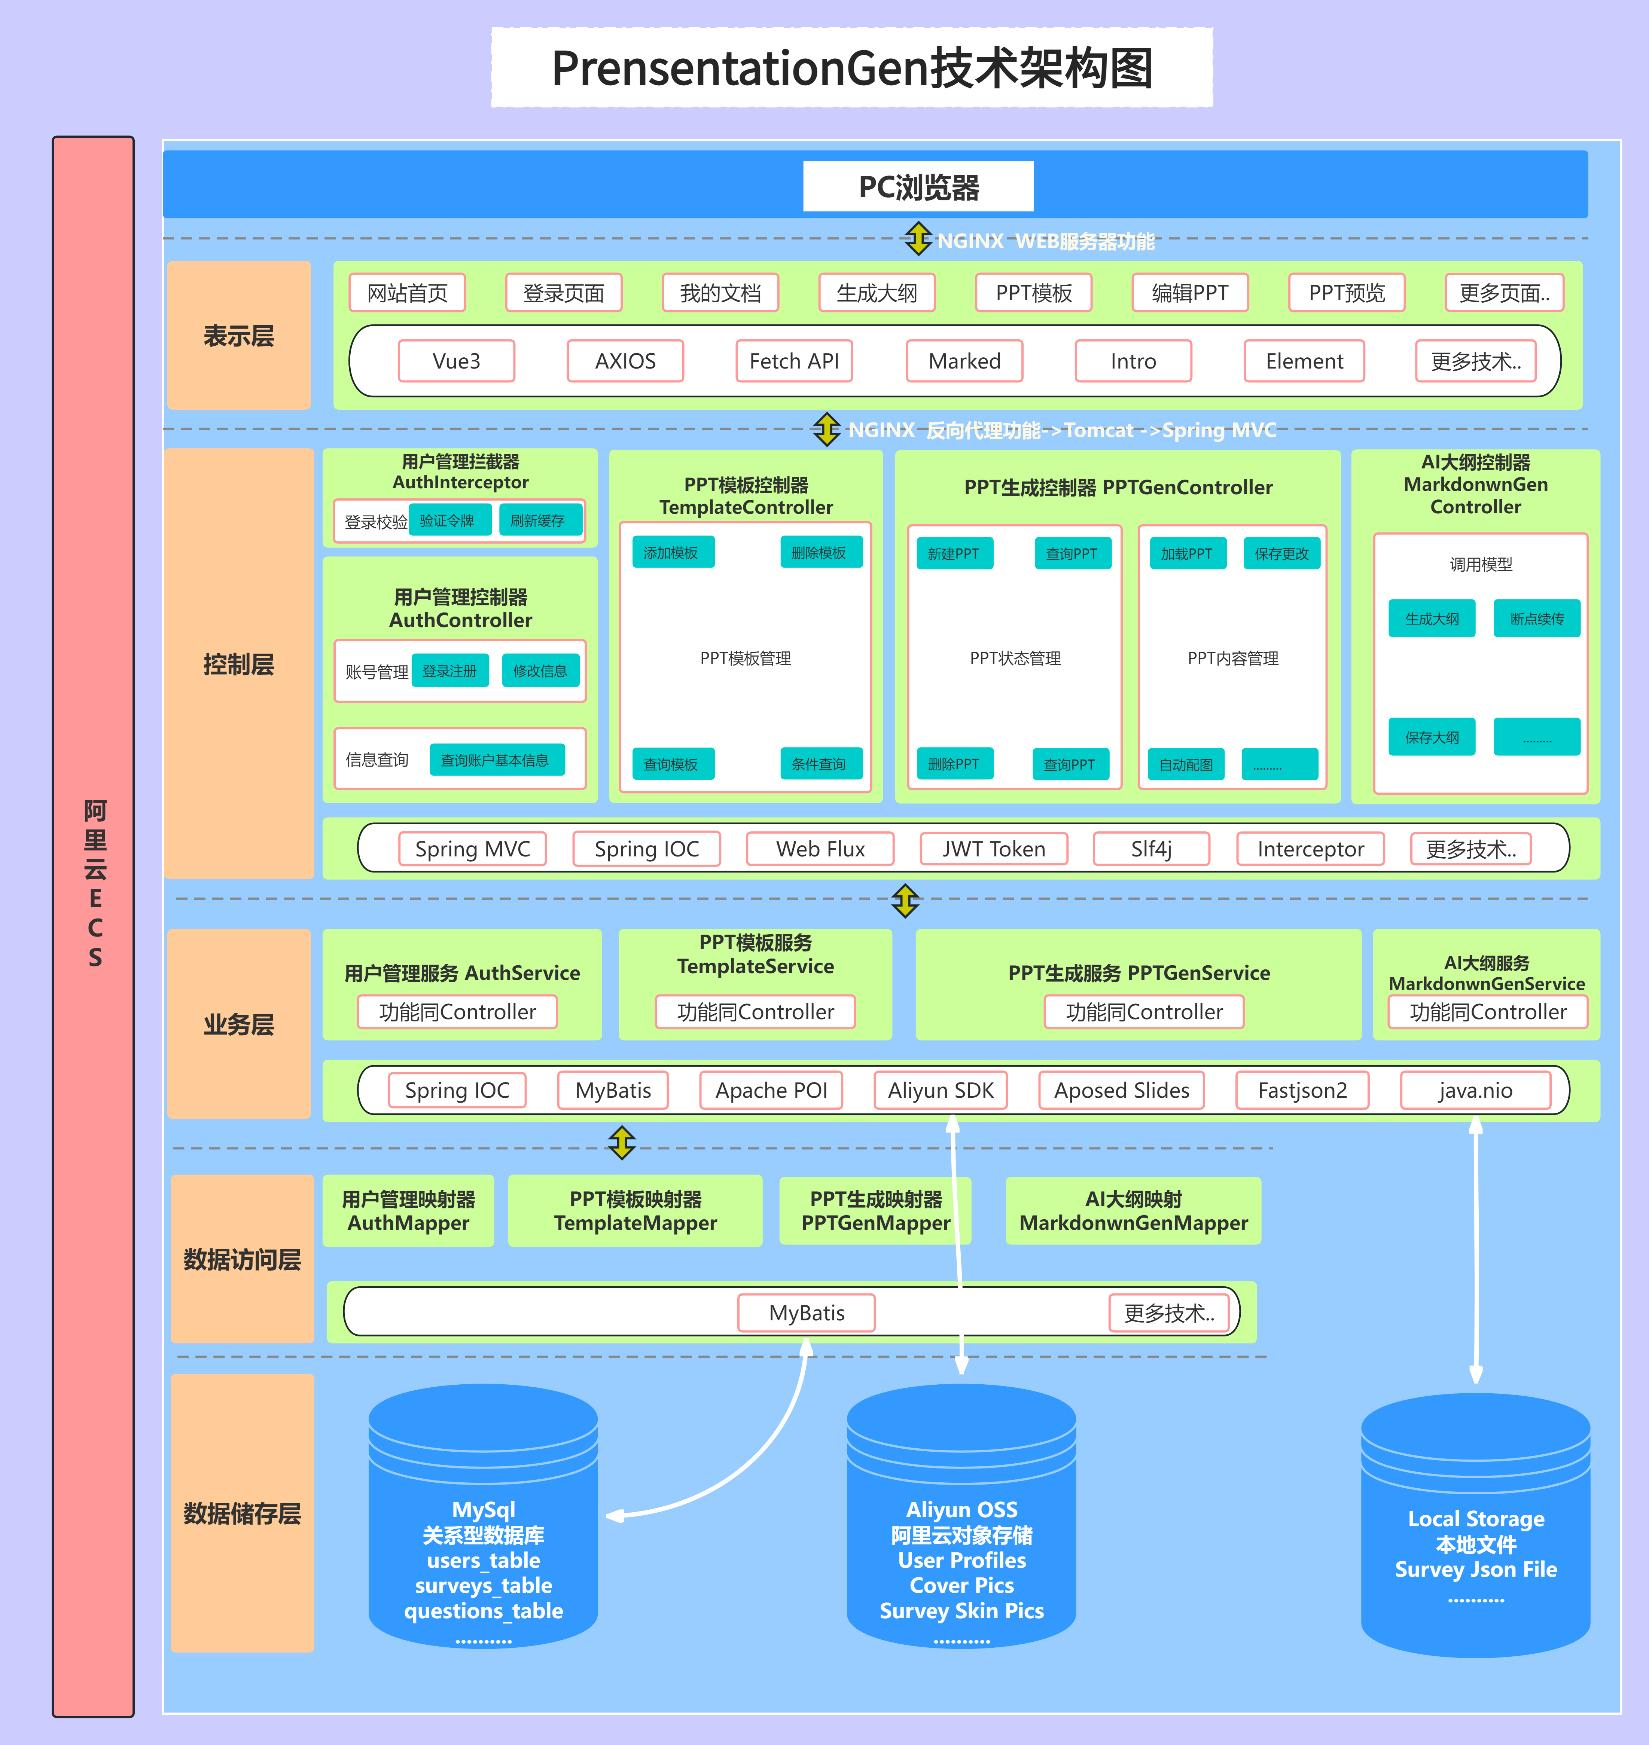 PrensentationGen技术架构图
阿
里
云
E
C
S
PC浏览器
NGINX WEB服务器功能
表示层
网站首页
登录页面
我的文档
生成大纲
PPT模板
编辑PPT
PPT预览
更多页面..
Vue3
AXIOS
Fetch API
Marked
Intro
Element
更多技术..
NGINX 反向代理功能->Tomcat ->Spring MVC
控制层
用户管理拦截器
AuthInterceptor
登录校验
验证令牌
刷新缓存
用户管理控制器
AuthController
账号管理
登录注册
修改信息
信息查询
查询账户基本信息
PPT模板控制器
TemplateController
添加模板
删除模板
PPT模板管理
查询模板
条件查询
PPT生成控制器 PPTGenController
新建PPT
查询PPT
PPT状态管理
删除PPT
查询PPT
加载PPT
保存更改
PPT内容管理
自动配图
.........
AI大纲控制器
MarkdonwnGen
Controller
调用模型
生成大纲
断点续传
保存大纲
.........
Spring MVC
Spring IOC
Web Flux
JWT Token
Slf4j
Interceptor
更多技术..
业务层
用户管理服务 AuthService
功能同Controller
PPT模板服务
TemplateService
功能同Controller
PPT生成服务 PPTGenService
功能同Controller
AI大纲服务
MarkdonwnGenService
功能同Controller
Spring IOC
MyBatis
Apache POI
Aliyun SDK
Aposed Slides
Fastjson2
java.nio
数据访问层
用户管理映射器
AuthMapper
PPT模板映射器
TemplateMapper
PPT生成映射器
PPTGenMapper
AI大纲映射
MarkdonwnGenMapper
MyBatis
更多技术..
数据储存层
MySql
关系型数据库
users_table
surveys_table
questions_table
..........
Aliyun OSS
阿里云对象存储
User Profiles
Cover Pics
Survey Skin Pics
..........
Local Storage
本地文件
Survey Json File
..........